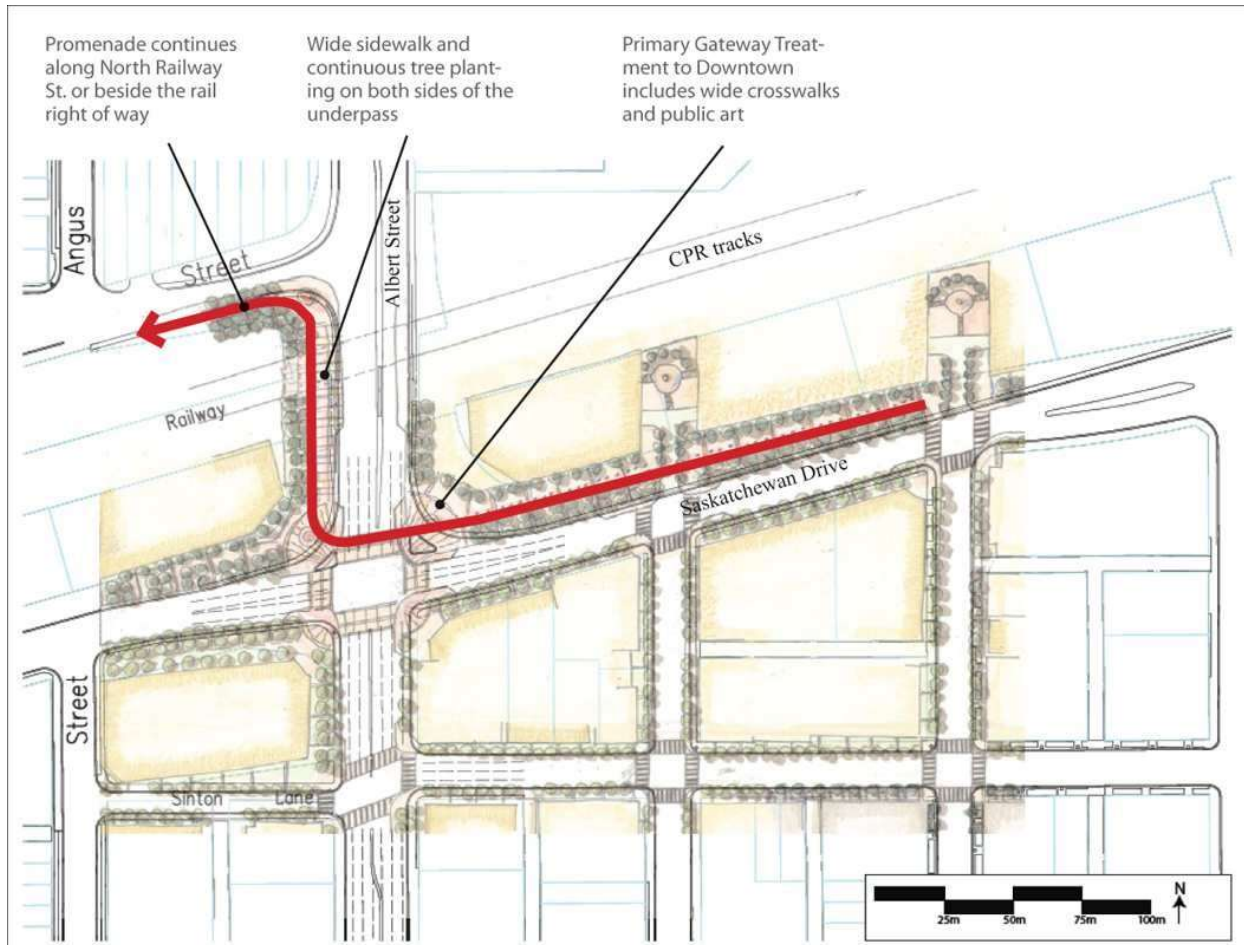 Promenade continues
along North Railway
St. or beside the rail
right of way
Wide sidewalk and
continuous tree plant-
ing on both sides of the
underpass
Primary Gateway Treat-
ment to Downtown
includes wide crosswalks
and public art
Angus
Street
Albert Street
CPR tracks
Railway
Saskatchewan Drive
Street
Sinton Lane
N
25m 50m 75m 100m